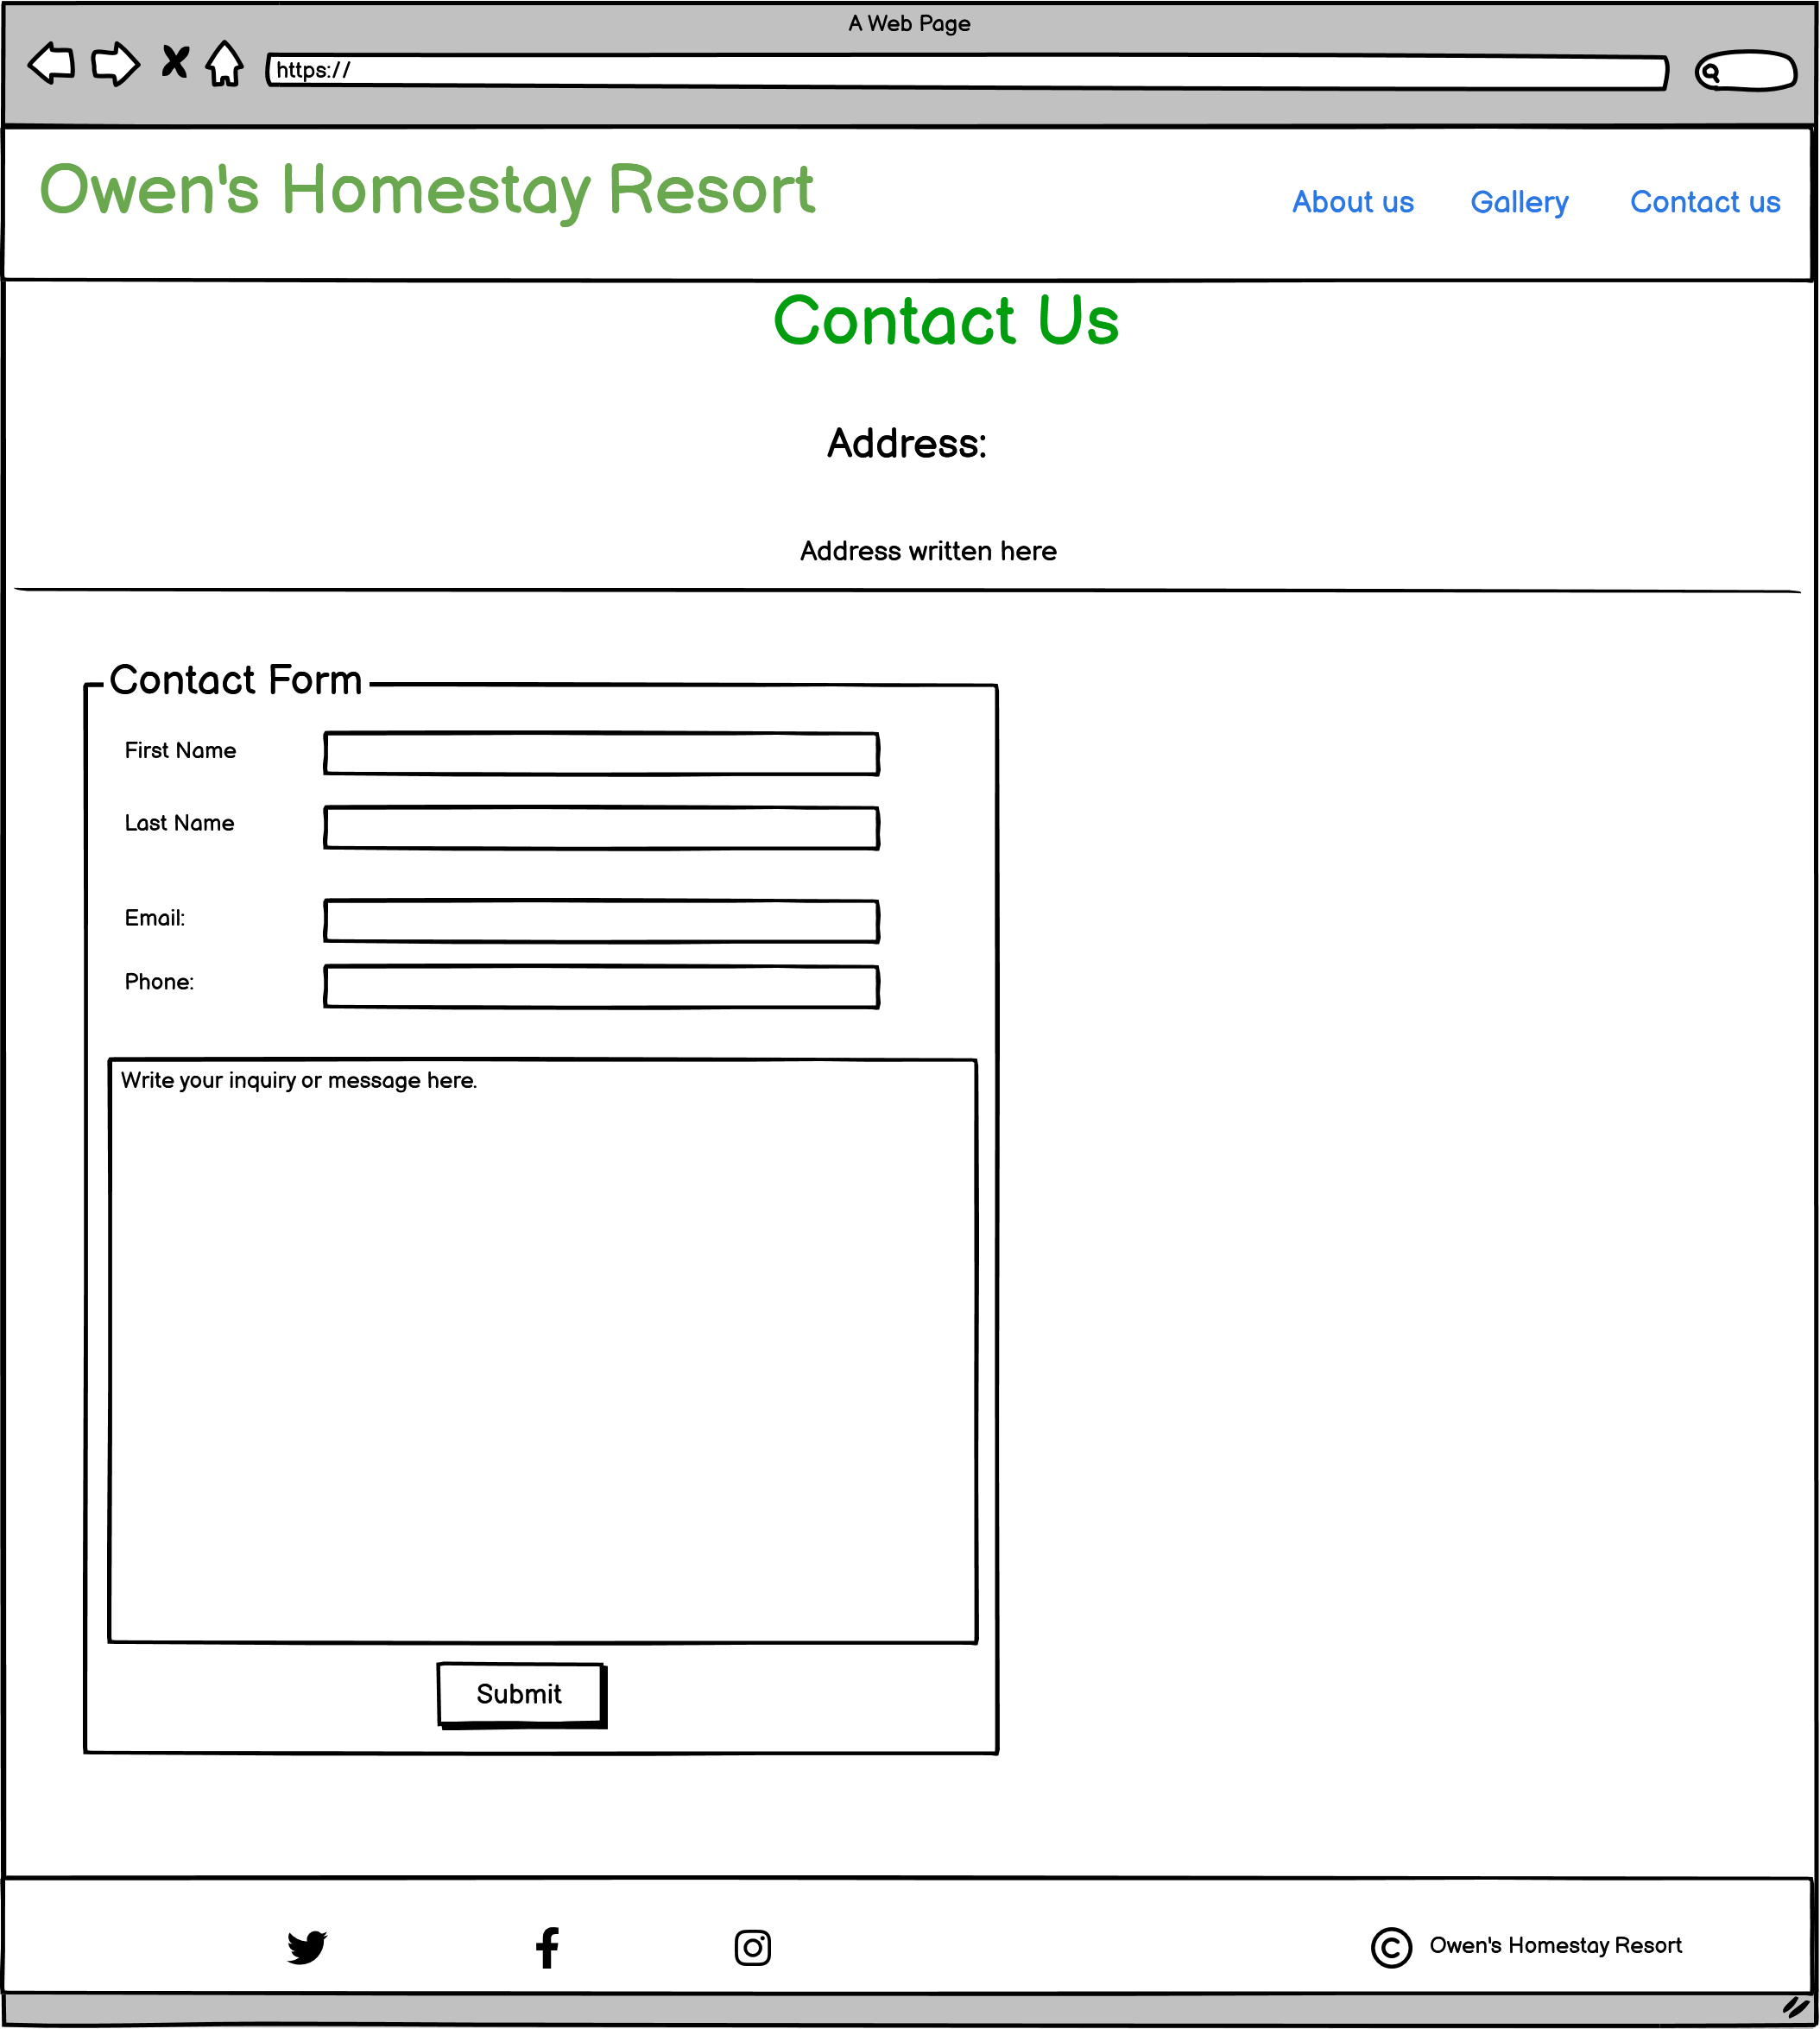 A Web Page
https://
Owen's Homestay Resort
About us Gallery Contact us
Contact Us
Address:
Address written here
Contact Form
First Name
Last Name
Email:
Phone:
Write your inquiry or message here.
Submit
© Owen's Homestay Resort